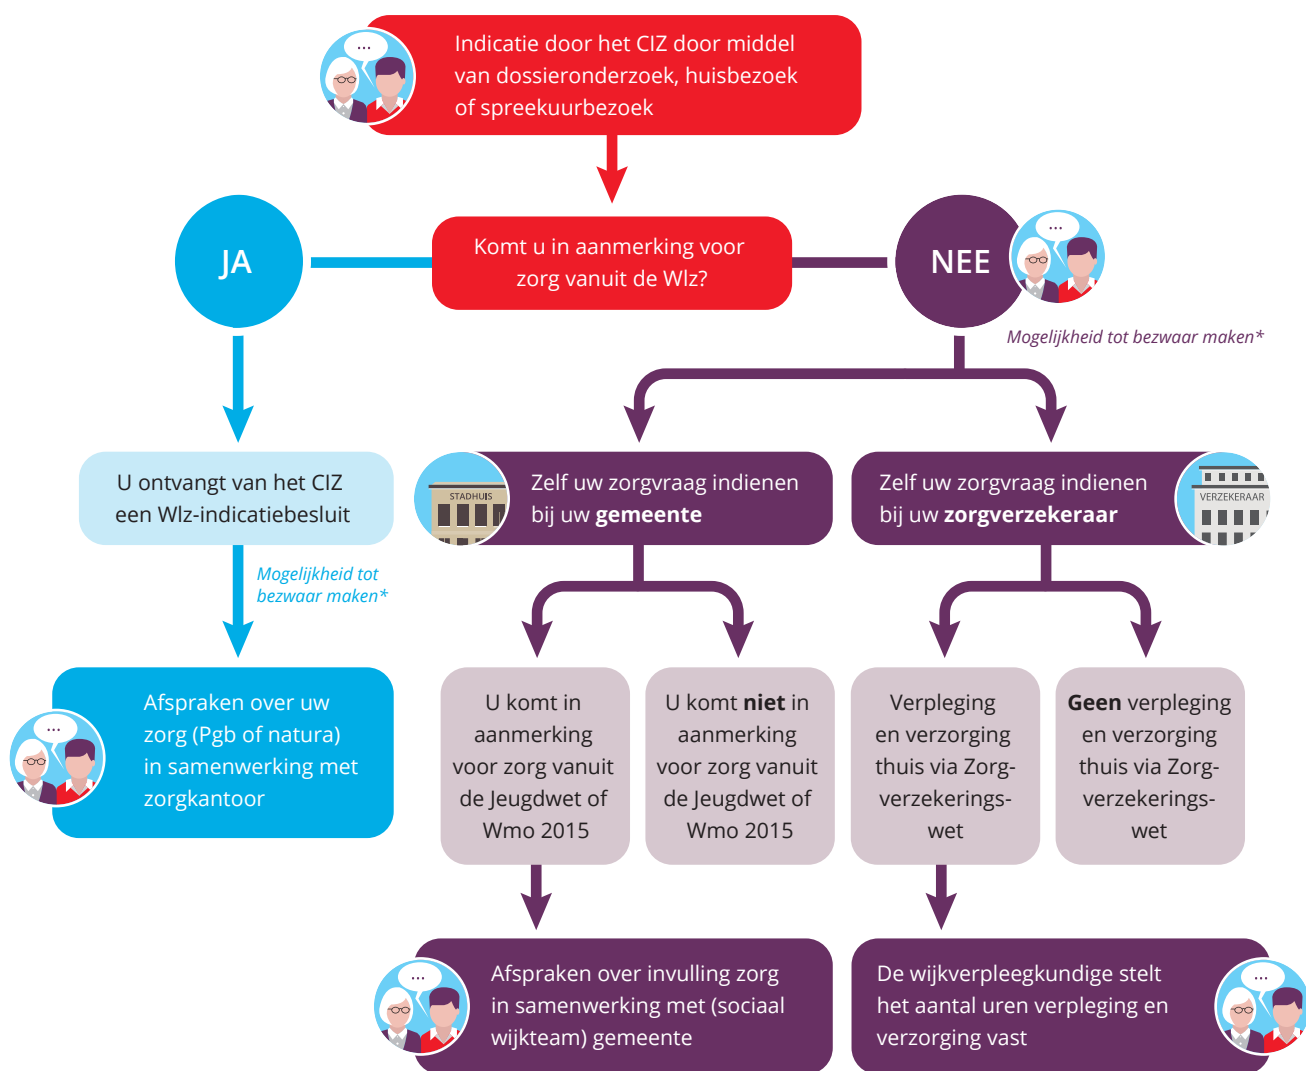 ...
Indicatie door het CIZ door middel
van dossieronderzoek, huisbezoek
of spreekuurbezoek
JA
Komt u in aanmerking voor
zorg vanuit de Wlz?
NEE
...
Mogelijkheid tot bezwaar maken*
U ontvangt van het CIZ
een Wlz-indicatiebesluit
STADHUIS
Zelf uw zorgvraag indienen
bij uw gemeente
Zelf uw zorgvraag indienen
bij uw zorgverzekeraar
VERZEKERAAR
Mogelijkheid tot
bezwaar maken*
...
Afspraken over uw
zorg (Pgb of natura)
in samenwerking met
zorgkantoor
U komt in
aanmerking
voor zorg vanuit
de Jeugdwet of
Wmo 2015
U komt niet in
aanmerking
voor zorg vanuit
de Jeugdwet of
Wmo 2015
Verpleging
en verzorging
thuis via Zorg-
verzekerings-
wet
Geen verpleging
en verzorging
thuis via Zorg-
verzekerings-
wet
...
Afspraken over invulling zorg
in samenwerking met (sociaal
wijkteam) gemeente
De wijkverpleegkundige stelt
het aantal uren verpleging en
verzorging vast
...